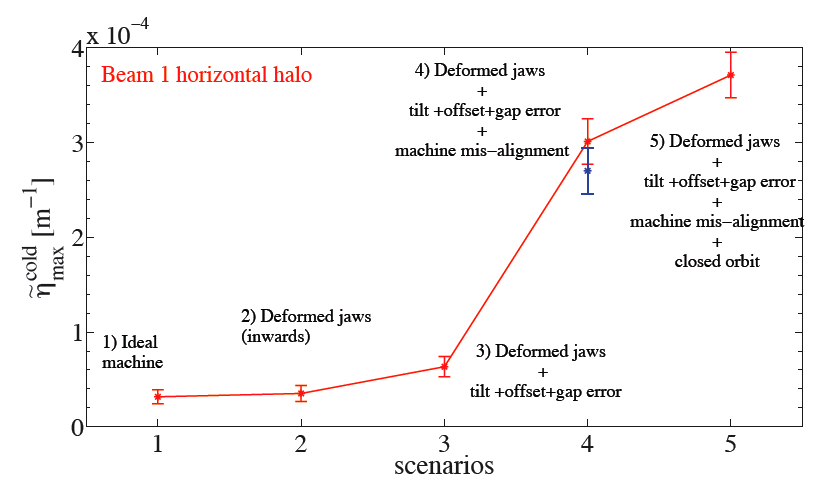 x 10−4
4
3
2
1
0
η̃ cold max [m−1]
Beam 1 horizontal halo
1) Ideal
machine
2) Deformed jaws
(inwards)
3) Deformed jaws
+
tilt +offset+gap error
4) Deformed jaws
+
tilt +offset+gap error
+
machine mis−alignment
5) Deformed jaws
+
tilt +offset+gap error
+
machine mis−alignment
+
closed orbit
1 2 3 4 5
scenarios